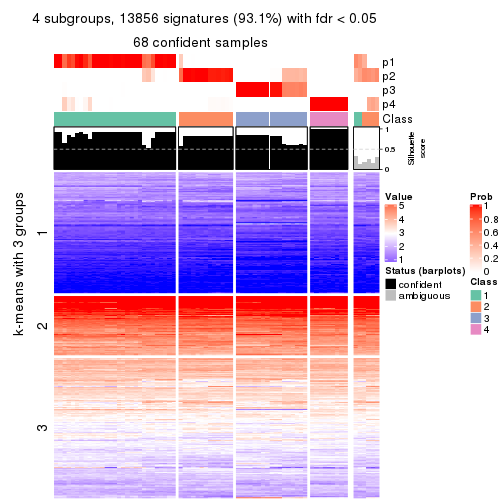 4 subgroups, 13856 signatures (93.1%) with fdr < 0.05
68 confident samples
p1
p2
p3
p4
Class
1
0.5
0
Silhouette
score
k-means with 3 groups
1
2
3
Value
5
4
3
2
1
Status (barplots)
confident
ambiguous
Prob
1
0.8
0.6
0.4
0.2
0
Class
1
2
3
4